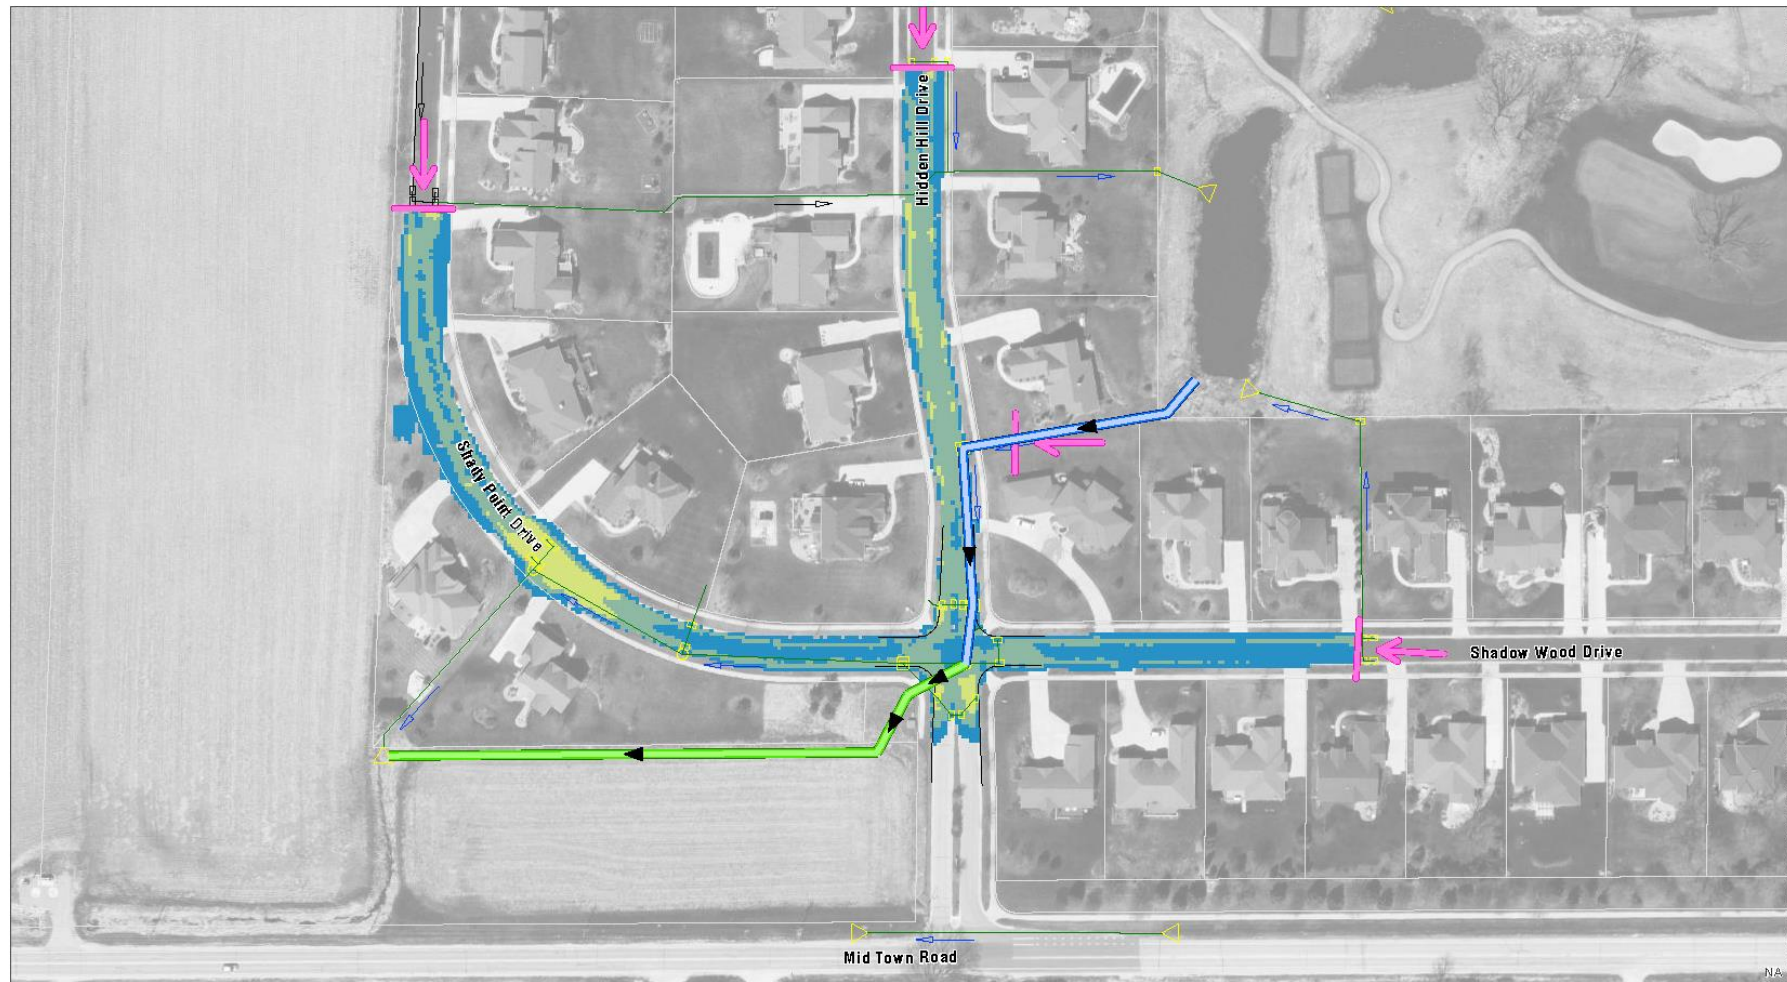 Hidden Hill Drive
Shady Point Drive
Shadow Wood Drive
Mid Town Road
NA